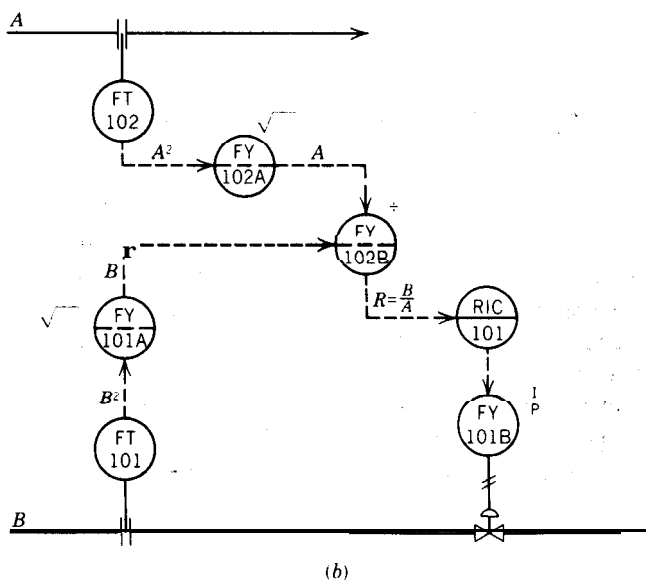 A
FT
102
√
A²
FY
102A
A
÷
FY
102B
r
B
R=B/A
RIC
101
√
FY
101A
B²
FT
101
I
P
FY
101B
B
(b)